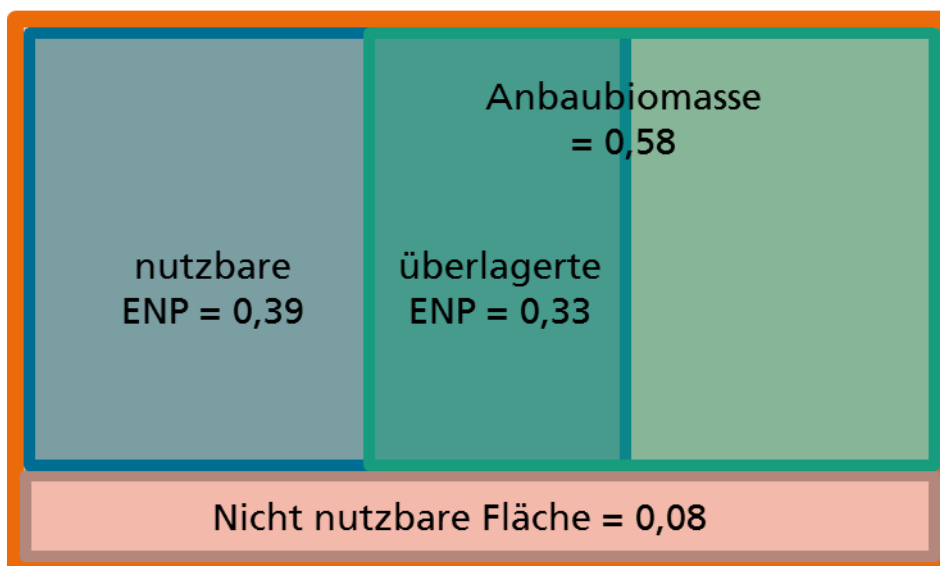 Anbaubiomasse
= 0,58
nutzbare
ENP = 0,39
überlagerte
ENP = 0,33
Nicht nutzbare Fläche = 0,08